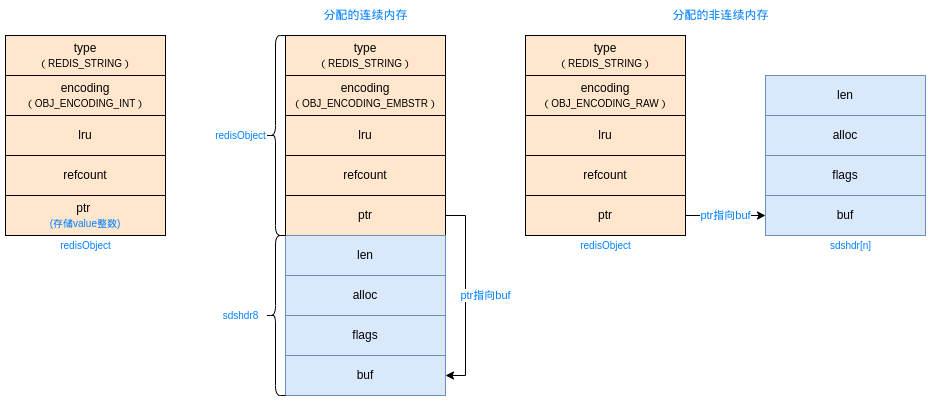 分配的连续内存
分配的非连续内存
type
( REDIS_STRING )
encoding
( OBJ_ENCODING_INT )
lru
refcount
ptr
(存储value整数)
redisObject
redisObject
type
( REDIS_STRING )
encoding
( OBJ_ENCODING_EMBSTR )
lru
refcount
ptr
sdshdr8
len
alloc
flags
buf
ptr指向buf
type
( REDIS_STRING )
encoding
( OBJ_ENCODING_RAW )
lru
refcount
ptr
redisObject
ptr指向buf
len
alloc
flags
buf
sdshdr[n]